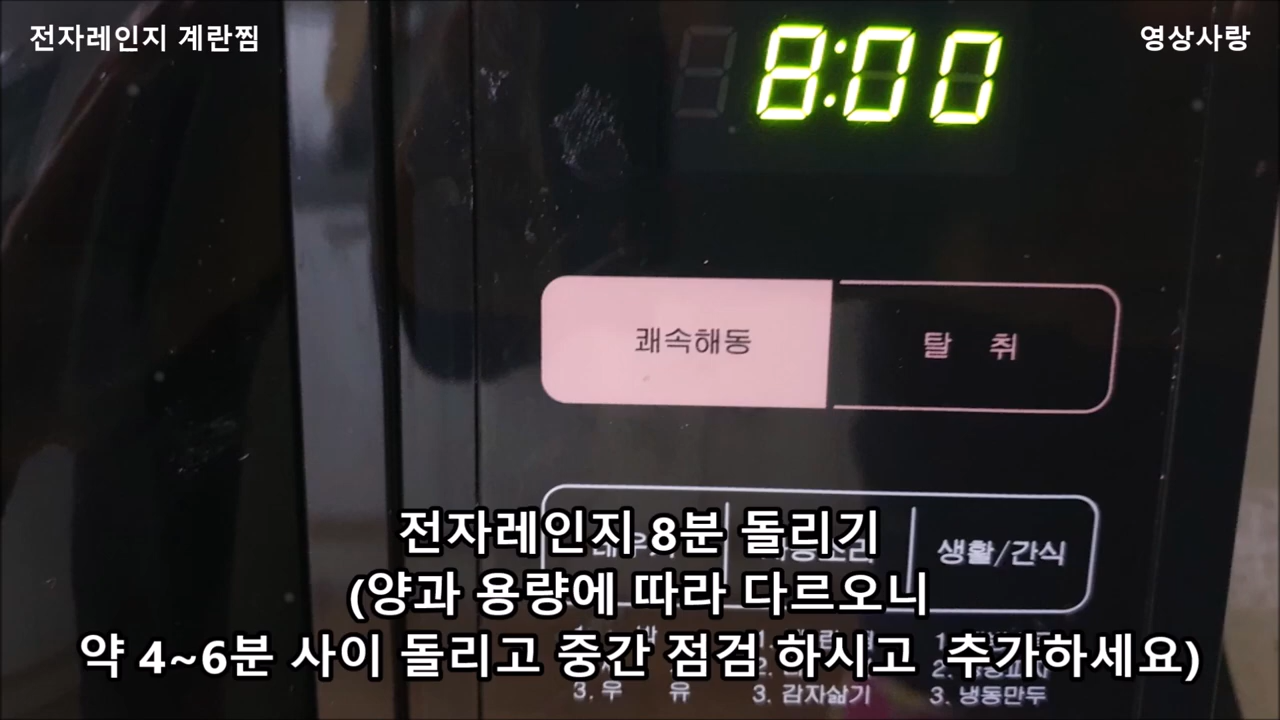 전자레인지 계란찜
영상사랑
8:00
쾌속해동
탈 취
생활/간식
전자레인지 8분 돌리기
(양과 용량에 따라 다르오니
약 4~6분 사이 돌리고 중간 점검 하시고 추가하세요)
3. 우 유
3. 감자삶기
3. 냉동만두